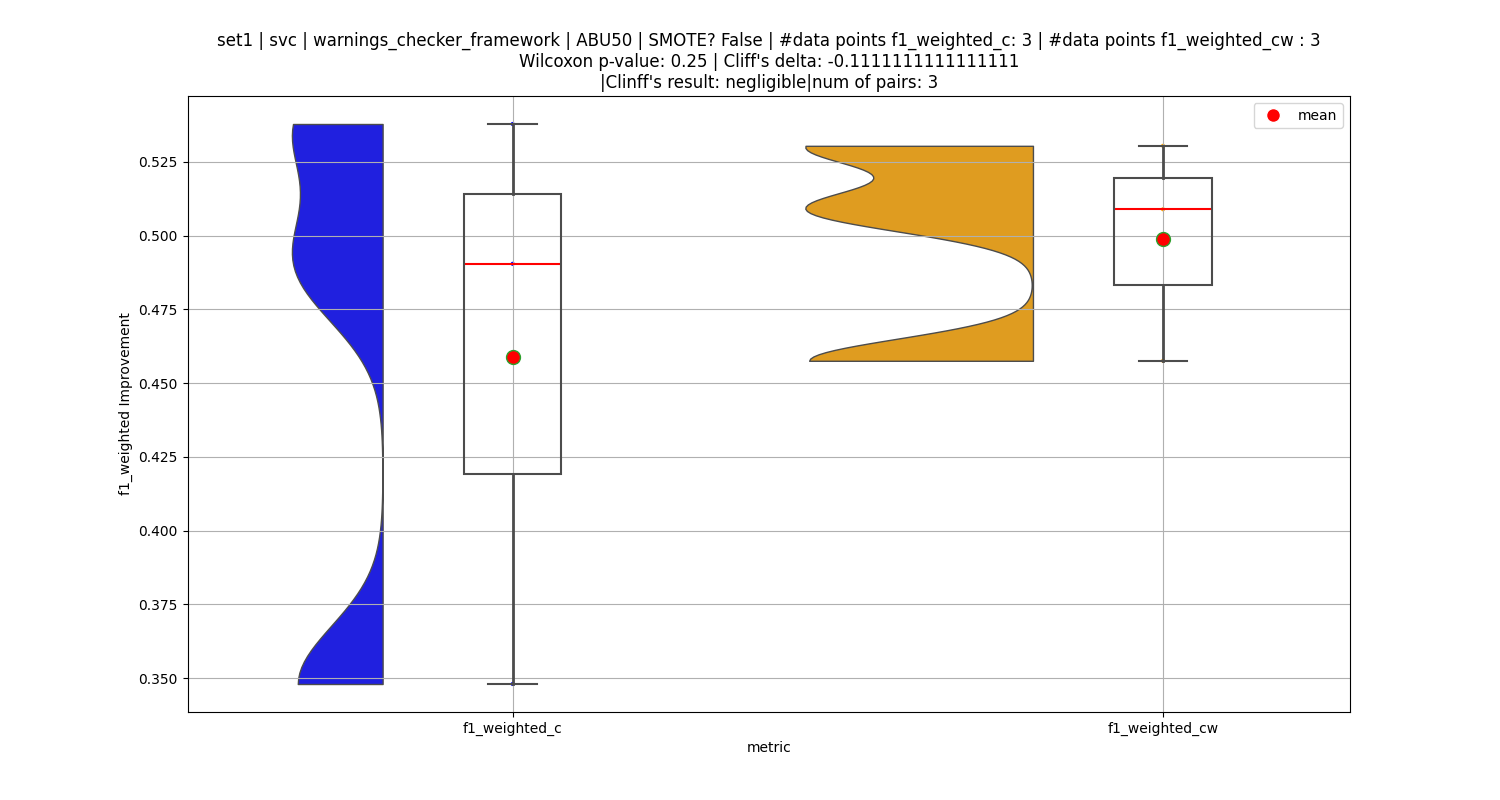 set1 | svc | warnings_checker_framework | ABU50 | SMOTE? False | #data points f1_weighted_c: 3 | #data points f1_weighted_cw : 3
Wilcoxon p-value: 0.25 | Cliff's delta: -0.1111111111111111
|Clinff's result: negligible|num of pairs: 3
mean
0.525
0.500
0.475
0.450
0.425
0.400
0.375
0.350
f1_weighted Improvement
f1_weighted_c
f1_weighted_cw
metric